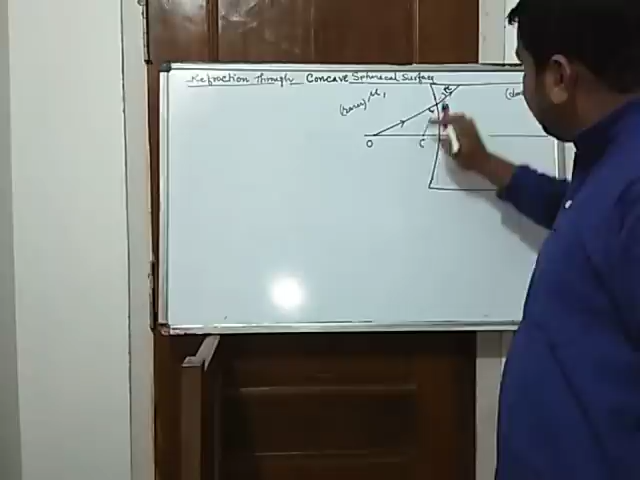 Refraction Through Concave Spherical Surface
(rarer) μ₁
O
C